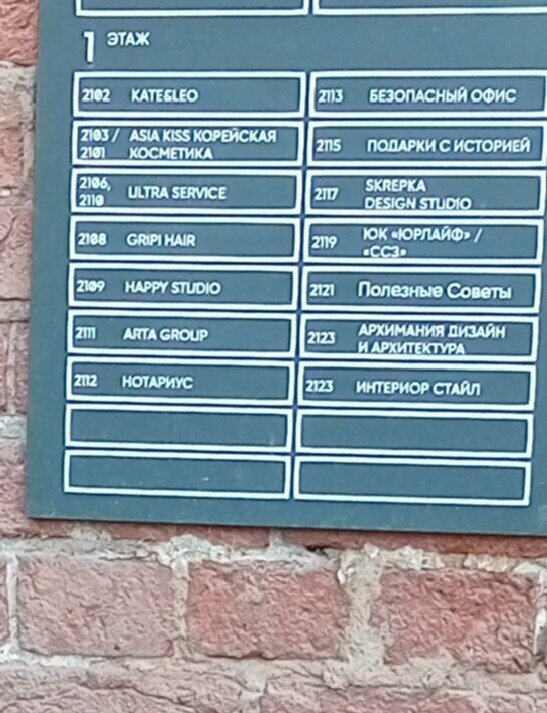 1 ЭТАЖ
2102 KATE&LEO
2103 / ASIA KISS КОРЕЙСКАЯ
2101 КОСМЕТИКА
2106,
2110 ULTRA SERVICE
2108 GRIPI HAIR
2109 HAPPY STUDIO
2111 ARTA GROUP
2112 НОТАРИУС
2113 БЕЗОПАСНЫЙ ОФИС
2115 ПОДАРКИ С ИСТОРИЕЙ
2117 SKREPKA
DESIGN STUDIO
2119 ЮК «ЮРЛАЙФ» /
«ССЗ»
2121 Полезные Советы
2123 АРХИМАНИЯ ДИЗАЙН
И АРХИТЕКТУРА
2123 ИНТЕРИОР СТАЙЛ